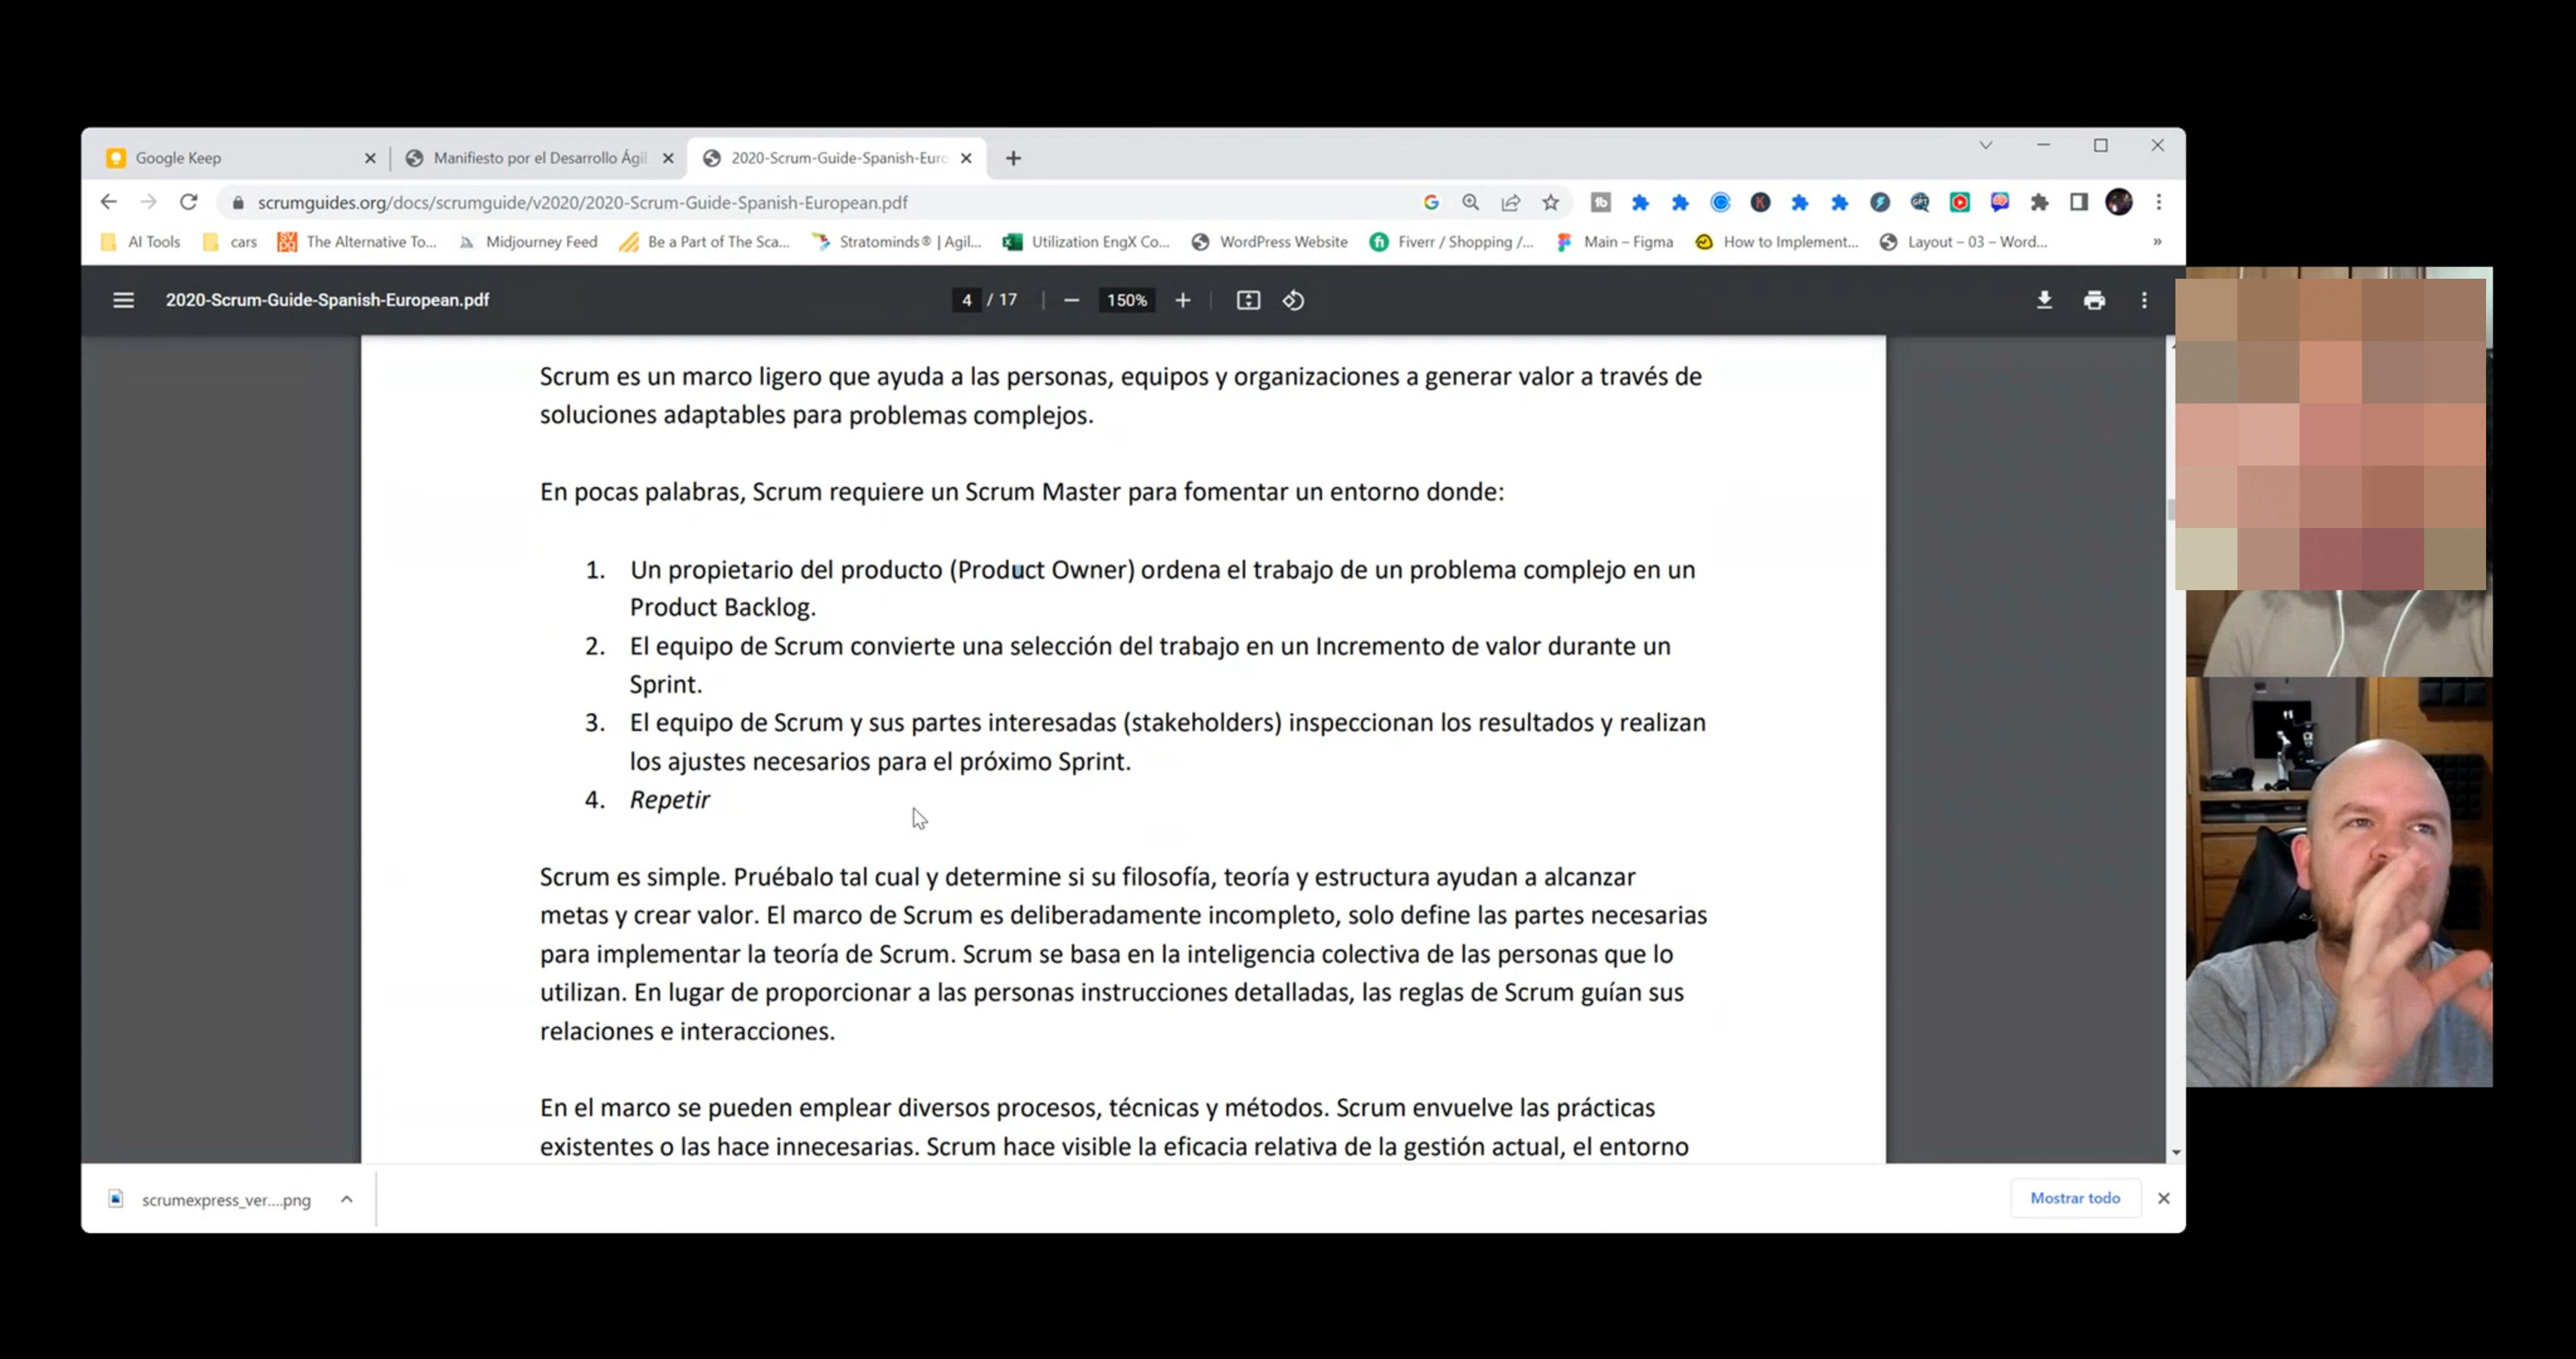 Google Keep
Manifiesto por el Desarrollo Ágil
2020-Scrum-Guide-Spanish-Euro
scrumguides.org/docs/scrumguide/v2020/2020-Scrum-Guide-Spanish-European.pdf
AI Tools
cars
The Alternative To...
Midjourney Feed
Be a Part of The Sca...
Stratominds® | Agil...
Utilization EngX Co...
WordPress Website
Fiverr / Shopping /...
Main – Figma
How to Implement...
Layout – 03 – Word...
»
2020-Scrum-Guide-Spanish-European.pdf
4 / 17
150%
Scrum es un marco ligero que ayuda a las personas, equipos y organizaciones a generar valor a través de
soluciones adaptables para problemas complejos.
En pocas palabras, Scrum requiere un Scrum Master para fomentar un entorno donde:
1. Un propietario del producto (Product Owner) ordena el trabajo de un problema complejo en un
Product Backlog.
2. El equipo de Scrum convierte una selección del trabajo en un Incremento de valor durante un
Sprint.
3. El equipo de Scrum y sus partes interesadas (stakeholders) inspeccionan los resultados y realizan
los ajustes necesarios para el próximo Sprint.
4. Repetir
Scrum es simple. Pruébalo tal cual y determine si su filosofía, teoría y estructura ayudan a alcanzar
metas y crear valor. El marco de Scrum es deliberadamente incompleto, solo define las partes necesarias
para implementar la teoría de Scrum. Scrum se basa en la inteligencia colectiva de las personas que lo
utilizan. En lugar de proporcionar a las personas instrucciones detalladas, las reglas de Scrum guían sus
relaciones e interacciones.
En el marco se pueden emplear diversos procesos, técnicas y métodos. Scrum envuelve las prácticas
existentes o las hace innecesarias. Scrum hace visible la eficacia relativa de la gestión actual, el entorno
scrumexpress_ver....png
Mostrar todo